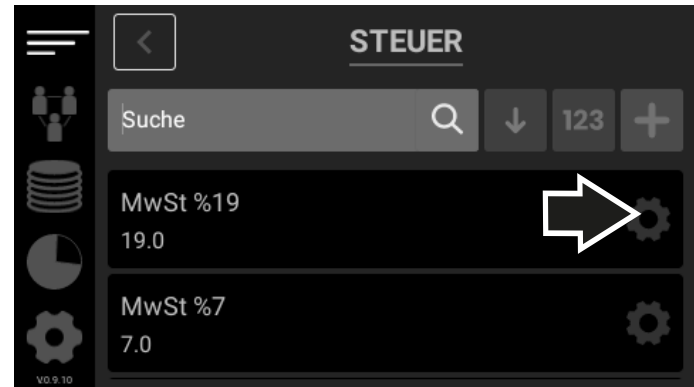 STEUER
Suche
123
MwSt %19
19.0
MwSt %7
7.0
V0.9.10